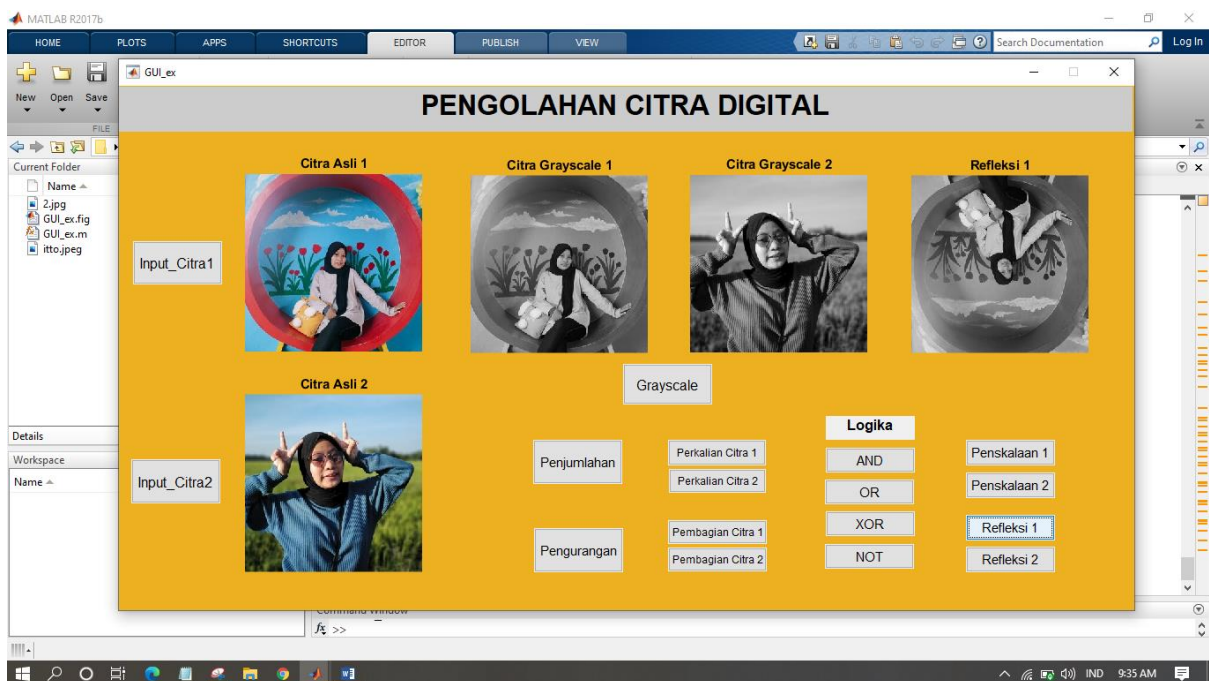 MATLAB R2017b
HOME PLOTS APPS SHORTCUTS EDITOR PUBLISH VIEW Search Documentation Log In
New Open Save
FILE
GUI_ex
PENGOLAHAN CITRA DIGITAL
Current Folder
Name
2.jpg
GUI_ex.fig
GUI_ex.m
itto.jpeg
Details
Workspace
Name
Citra Asli 1 Citra Grayscale 1 Citra Grayscale 2 Refleksi 1
Input_Citra1
Grayscale
Citra Asli 2
Input_Citra2
Penjumlahan
Pengurangan
Perkalian Citra 1
Perkalian Citra 2
Pembagian Citra 1
Pembagian Citra 2
Logika
AND
OR
XOR
NOT
Penskalaan 1
Penskalaan 2
Refleksi 1
Refleksi 2
Command Window
fx >>
IND 9:35 AM